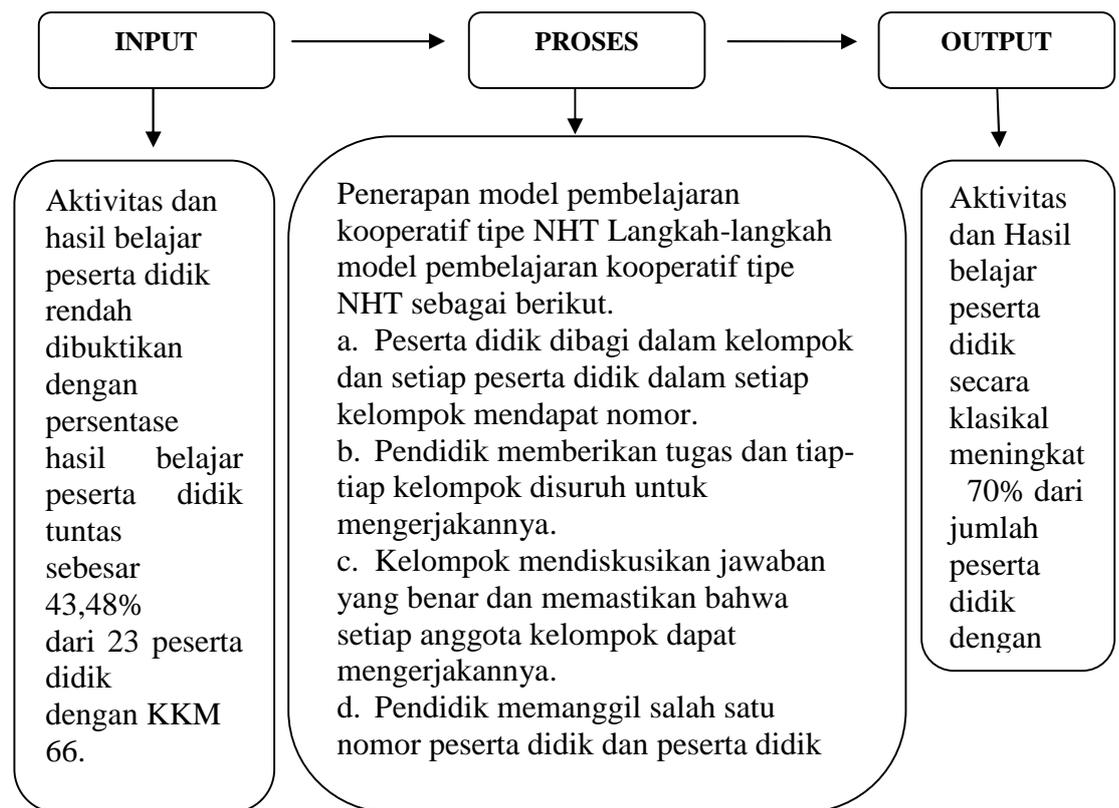 INPUT
PROSES
OUTPUT
Aktivitas dan
hasil belajar
peserta didik
rendah
dibuktikan
dengan
persentase
hasil belajar
peserta didik
tuntas
sebesar
43,48%
dari 23 peserta
didik
dengan KKM
66.
Penerapan model pembelajaran
kooperatif tipe NHT Langkah-langkah
model pembelajaran kooperatif tipe
NHT sebagai berikut.
a. Peserta didik dibagi dalam kelompok
dan setiap peserta didik dalam setiap
kelompok mendapat nomor.
b. Pendidik memberikan tugas dan tiap-
tiap kelompok disuruh untuk
mengerjakannya.
c. Kelompok mendiskusikan jawaban
yang benar dan memastikan bahwa
setiap anggota kelompok dapat
mengerjakannya.
d. Pendidik memanggil salah satu
nomor peserta didik dan peserta didik
Aktivitas
dan Hasil
belajar
peserta
didik
secara
klasikal
meningkat
70% dari
jumlah
peserta
didik
dengan